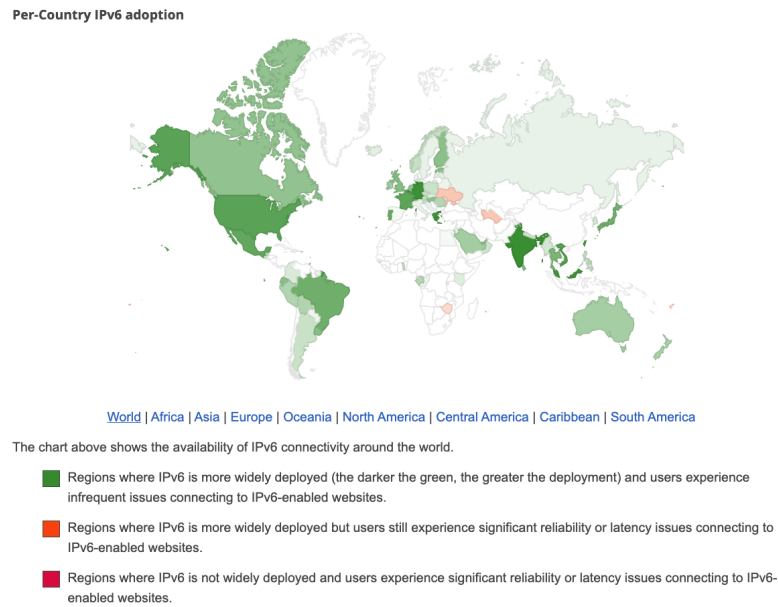 Per-Country IPv6 adoption
World | Africa | Asia | Europe | Oceania | North America | Central America | Caribbean | South America
The chart above shows the availability of IPv6 connectivity around the world.
Regions where IPv6 is more widely deployed (the darker the green, the greater the deployment) and users experience
infrequent issues connecting to IPv6-enabled websites.
Regions where IPv6 is more widely deployed but users still experience significant reliability or latency issues connecting to
IPv6-enabled websites.
Regions where IPv6 is not widely deployed and users experience significant reliability or latency issues connecting to IPv6-
enabled websites.